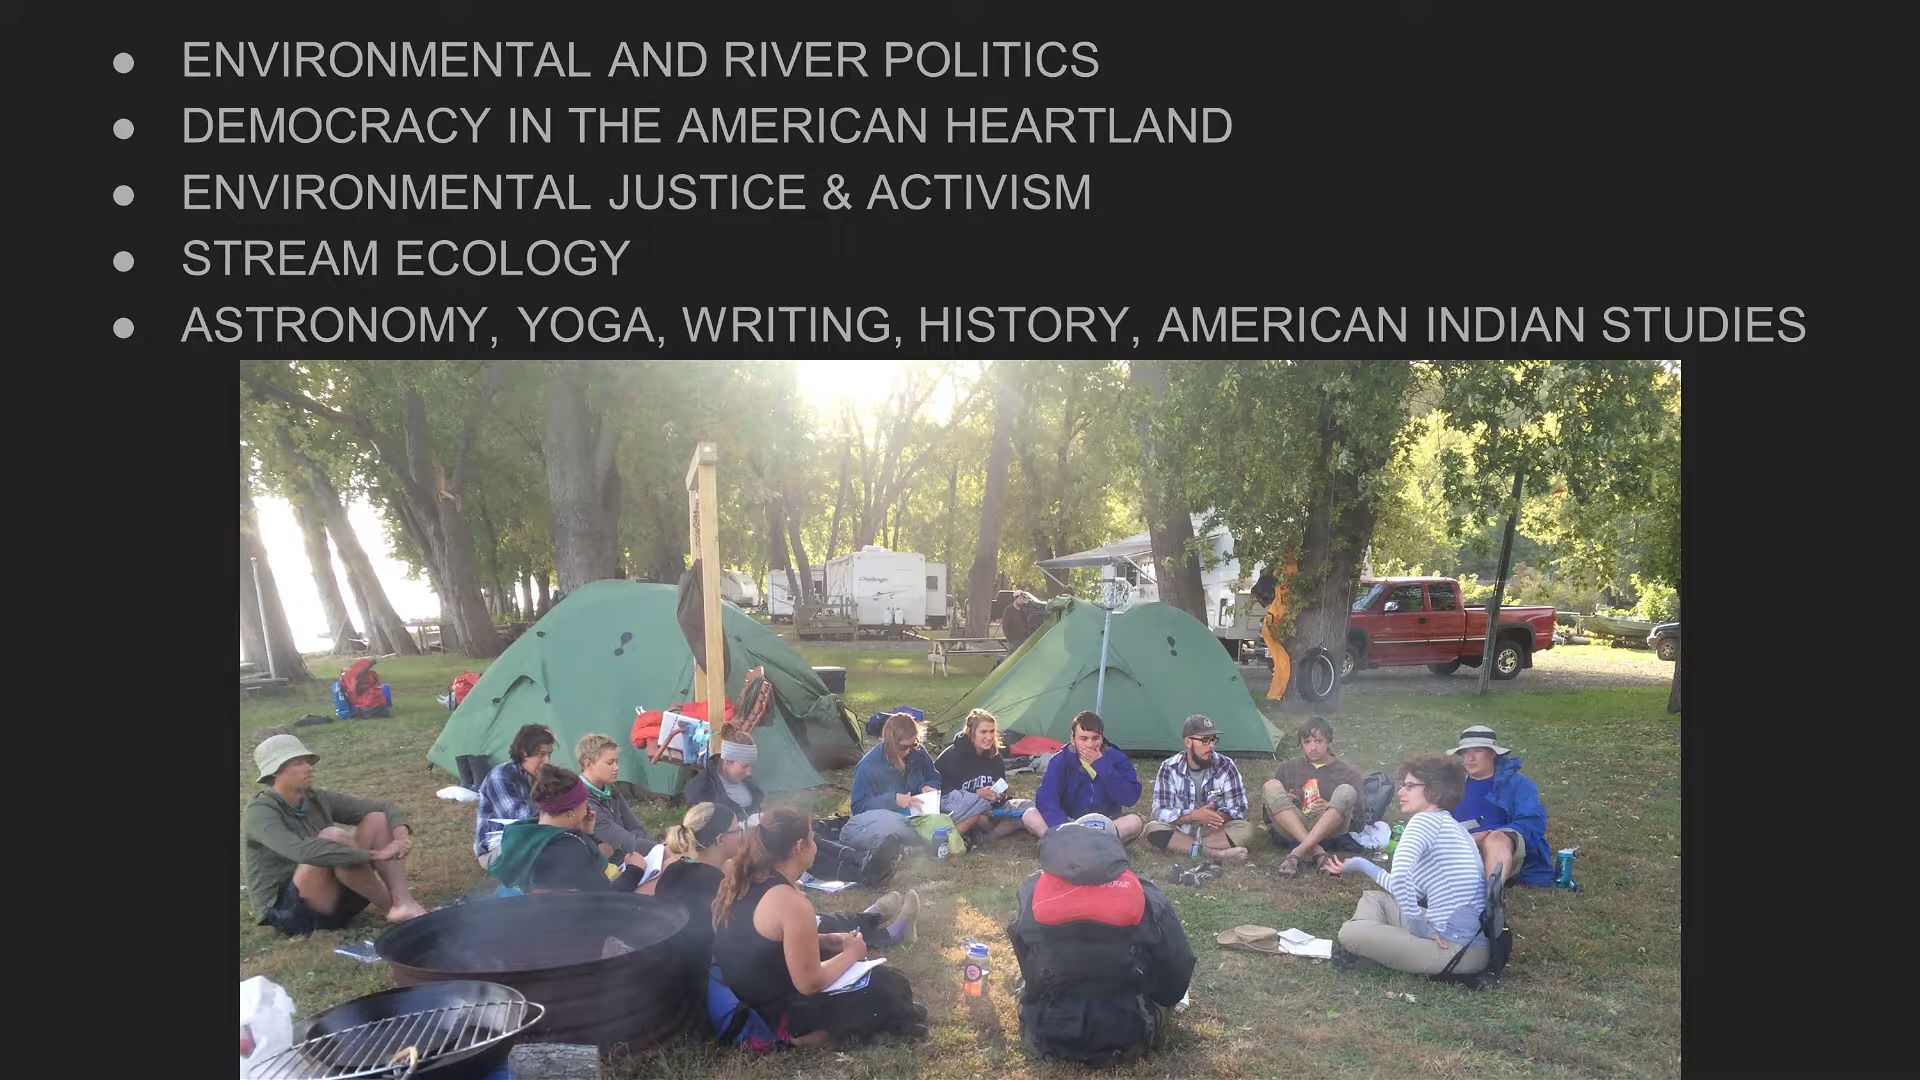 ● ENVIRONMENTAL AND RIVER POLITICS
● DEMOCRACY IN THE AMERICAN HEARTLAND
● ENVIRONMENTAL JUSTICE & ACTIVISM
● STREAM ECOLOGY
● ASTRONOMY, YOGA, WRITING, HISTORY, AMERICAN INDIAN STUDIES
Challenger